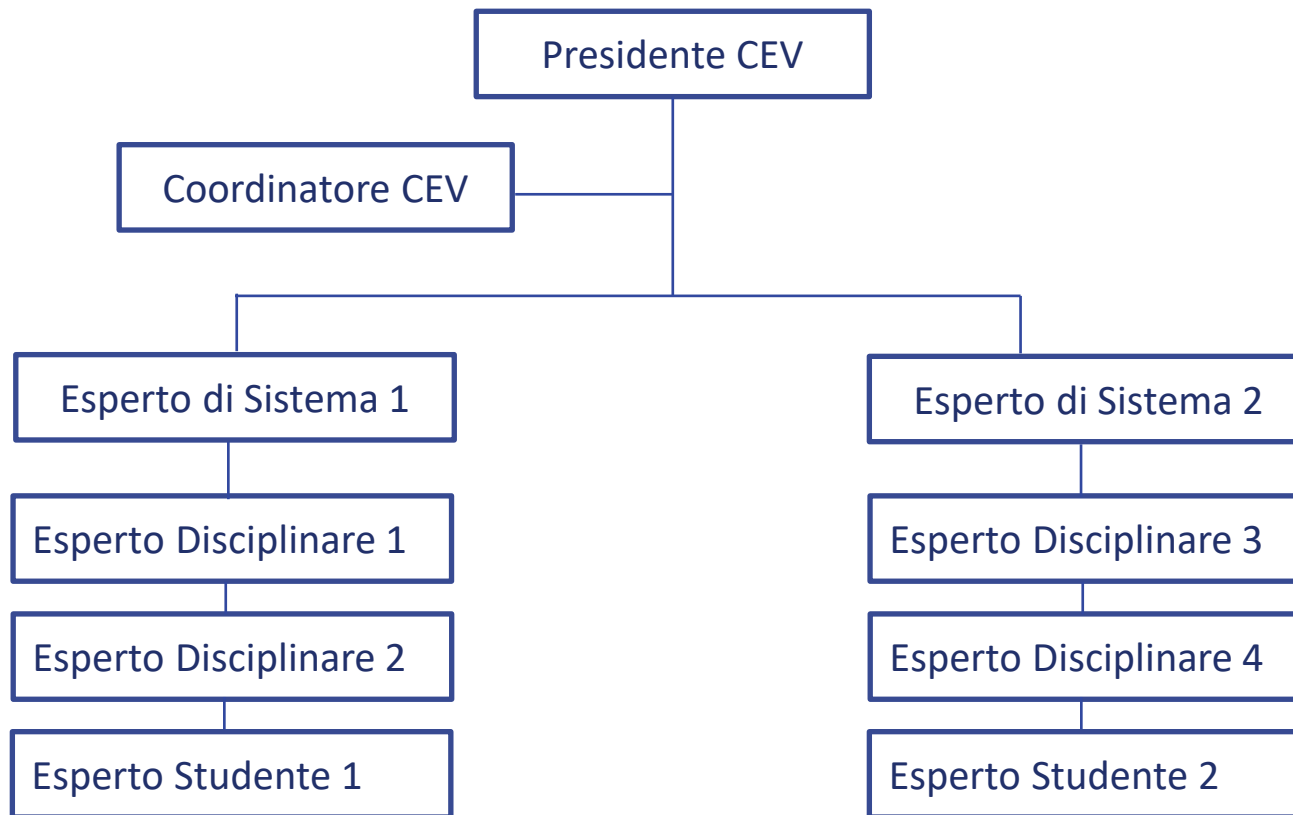 Presidente CEV
Coordinatore CEV
Esperto di Sistema 1
Esperto di Sistema 2
Esperto Disciplinare 1
Esperto Disciplinare 3
Esperto Disciplinare 2
Esperto Disciplinare 4
Esperto Studente 1
Esperto Studente 2